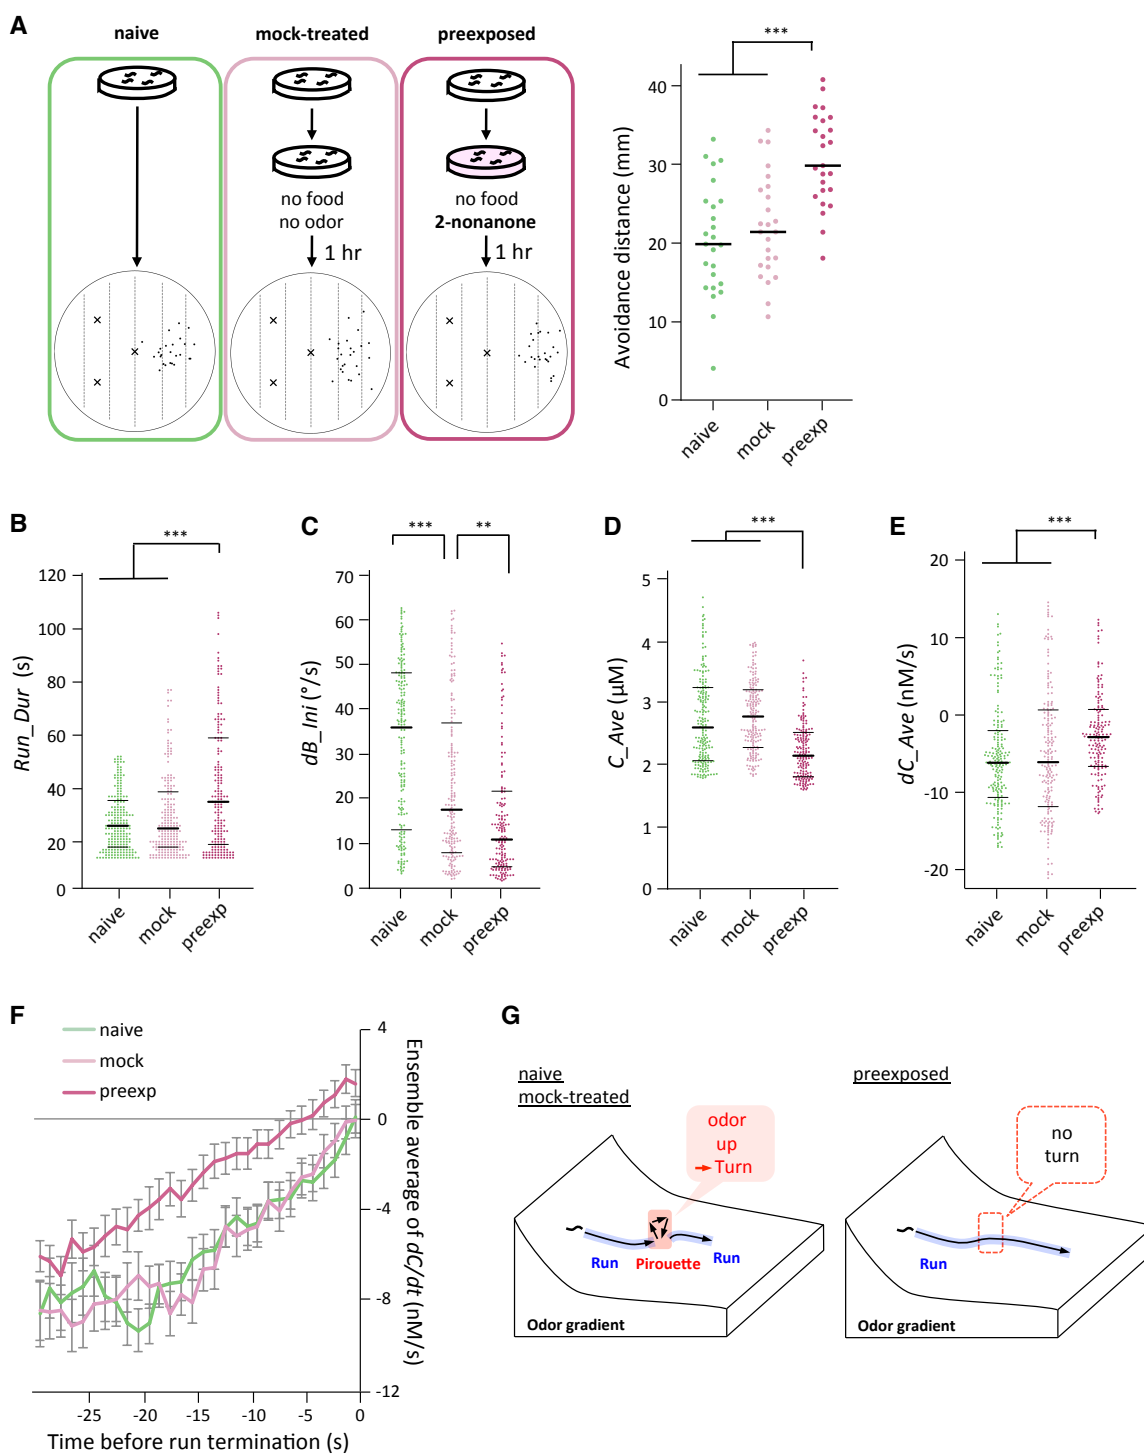 A
naive
mock-treated
preexposed
no food
no odor
1 hr
no food
2-nonanone
1 hr
***
Avoidance distance (mm)
40
30
20
10
0
naive
mock
preexp
B
***
Run_Dur (s)
120
100
80
60
40
20
0
naive
mock
preexp
C
***
**
dB_Ini (°/s)
70
60
50
40
30
20
10
0
naive
mock
preexp
D
***
C_Ave (μM)
5
4
3
2
1
0
naive
mock
preexp
E
***
dC_Ave (nM/s)
20
10
0
-10
-20
naive
mock
preexp
F
naive
mock
preexp
4
0
-4
-8
-12
Ensemble average of dC/dt (nM/s)
-25
-20
-15
-10
-5
0
Time before run termination (s)
G
naive
mock-treated
odor
up
Turn
Run
Pirouette
Run
Odor gradient
preexposed
no
turn
Run
Odor gradient